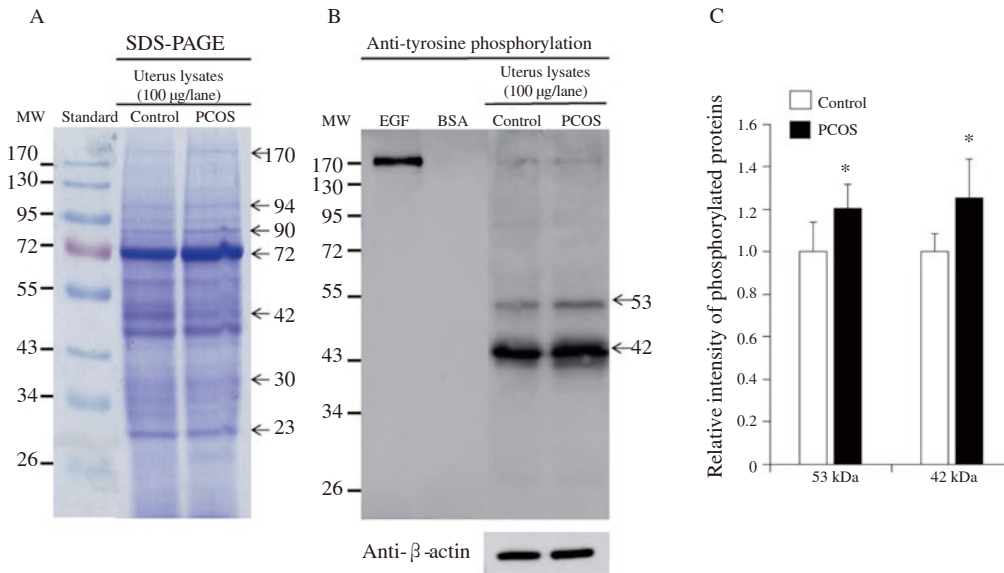 A
SDS-PAGE
Uterus lysates
(100 μg/lane)
MW Standard Control PCOS
170
130
95
72
55
43
34
26
170
94
90
72
42
30
23
B
Anti-tyrosine phosphorylation
Uterus lysates
(100 μg/lane)
MW EGF BSA Control PCOS
170
130
95
72
55
43
34
26
53
42
Anti-β-actin
C
Control
PCOS
Relative intensity of phosphorylated proteins
1.6
1.4
1.2
1.0
0.8
0.6
0.4
0.2
0
* *
53 kDa 42 kDa